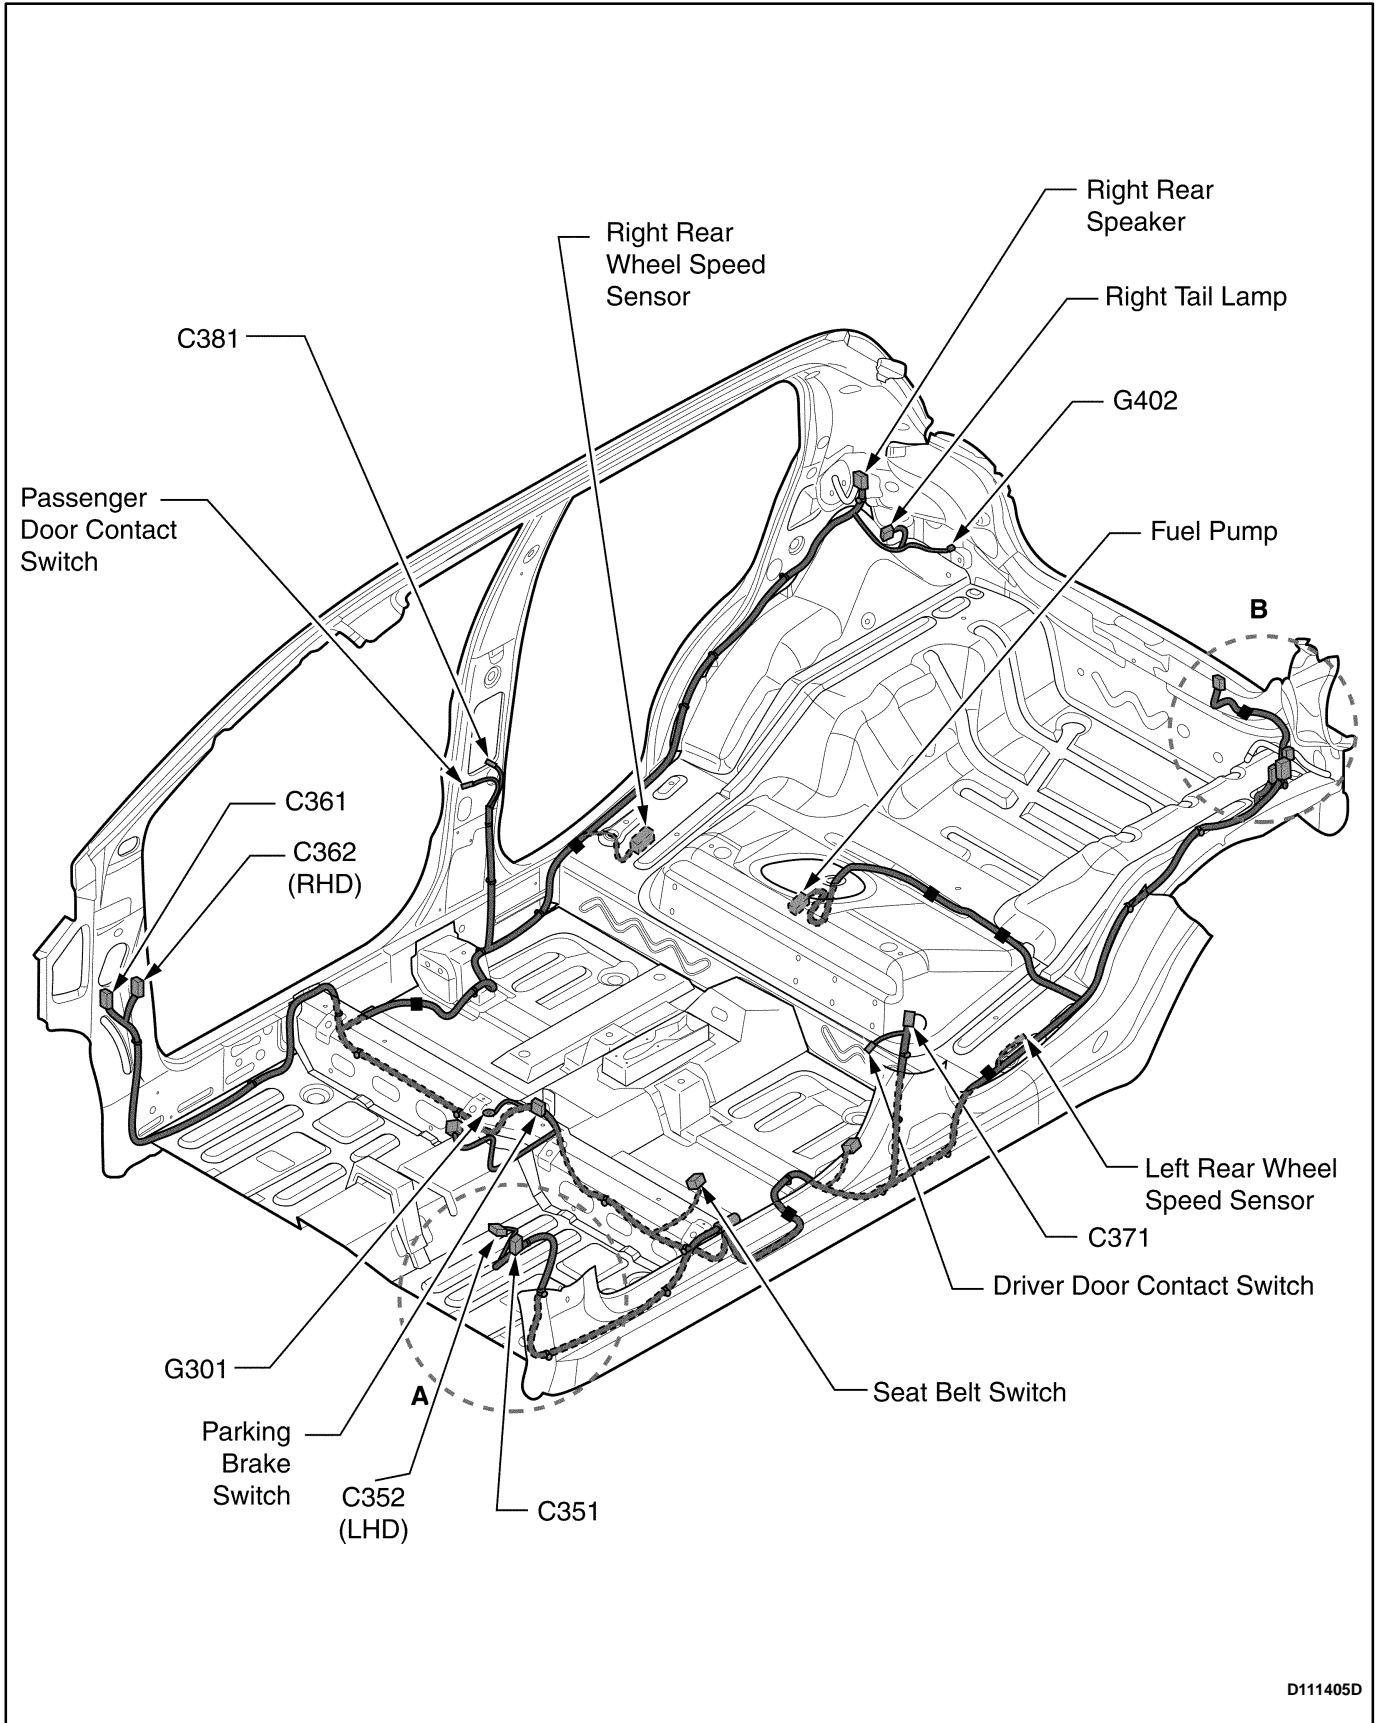 Right Rear
Speaker
Right Rear
Wheel Speed
Sensor
Right Tail Lamp
C381
G402
Passenger
Door Contact
Switch
Fuel Pump
B
C361
C362
(RHD)
Left Rear Wheel
Speed Sensor
C371
Driver Door Contact Switch
G301
Seat Belt Switch
A
Parking
Brake
Switch
C352
(LHD)
C351
D111405D